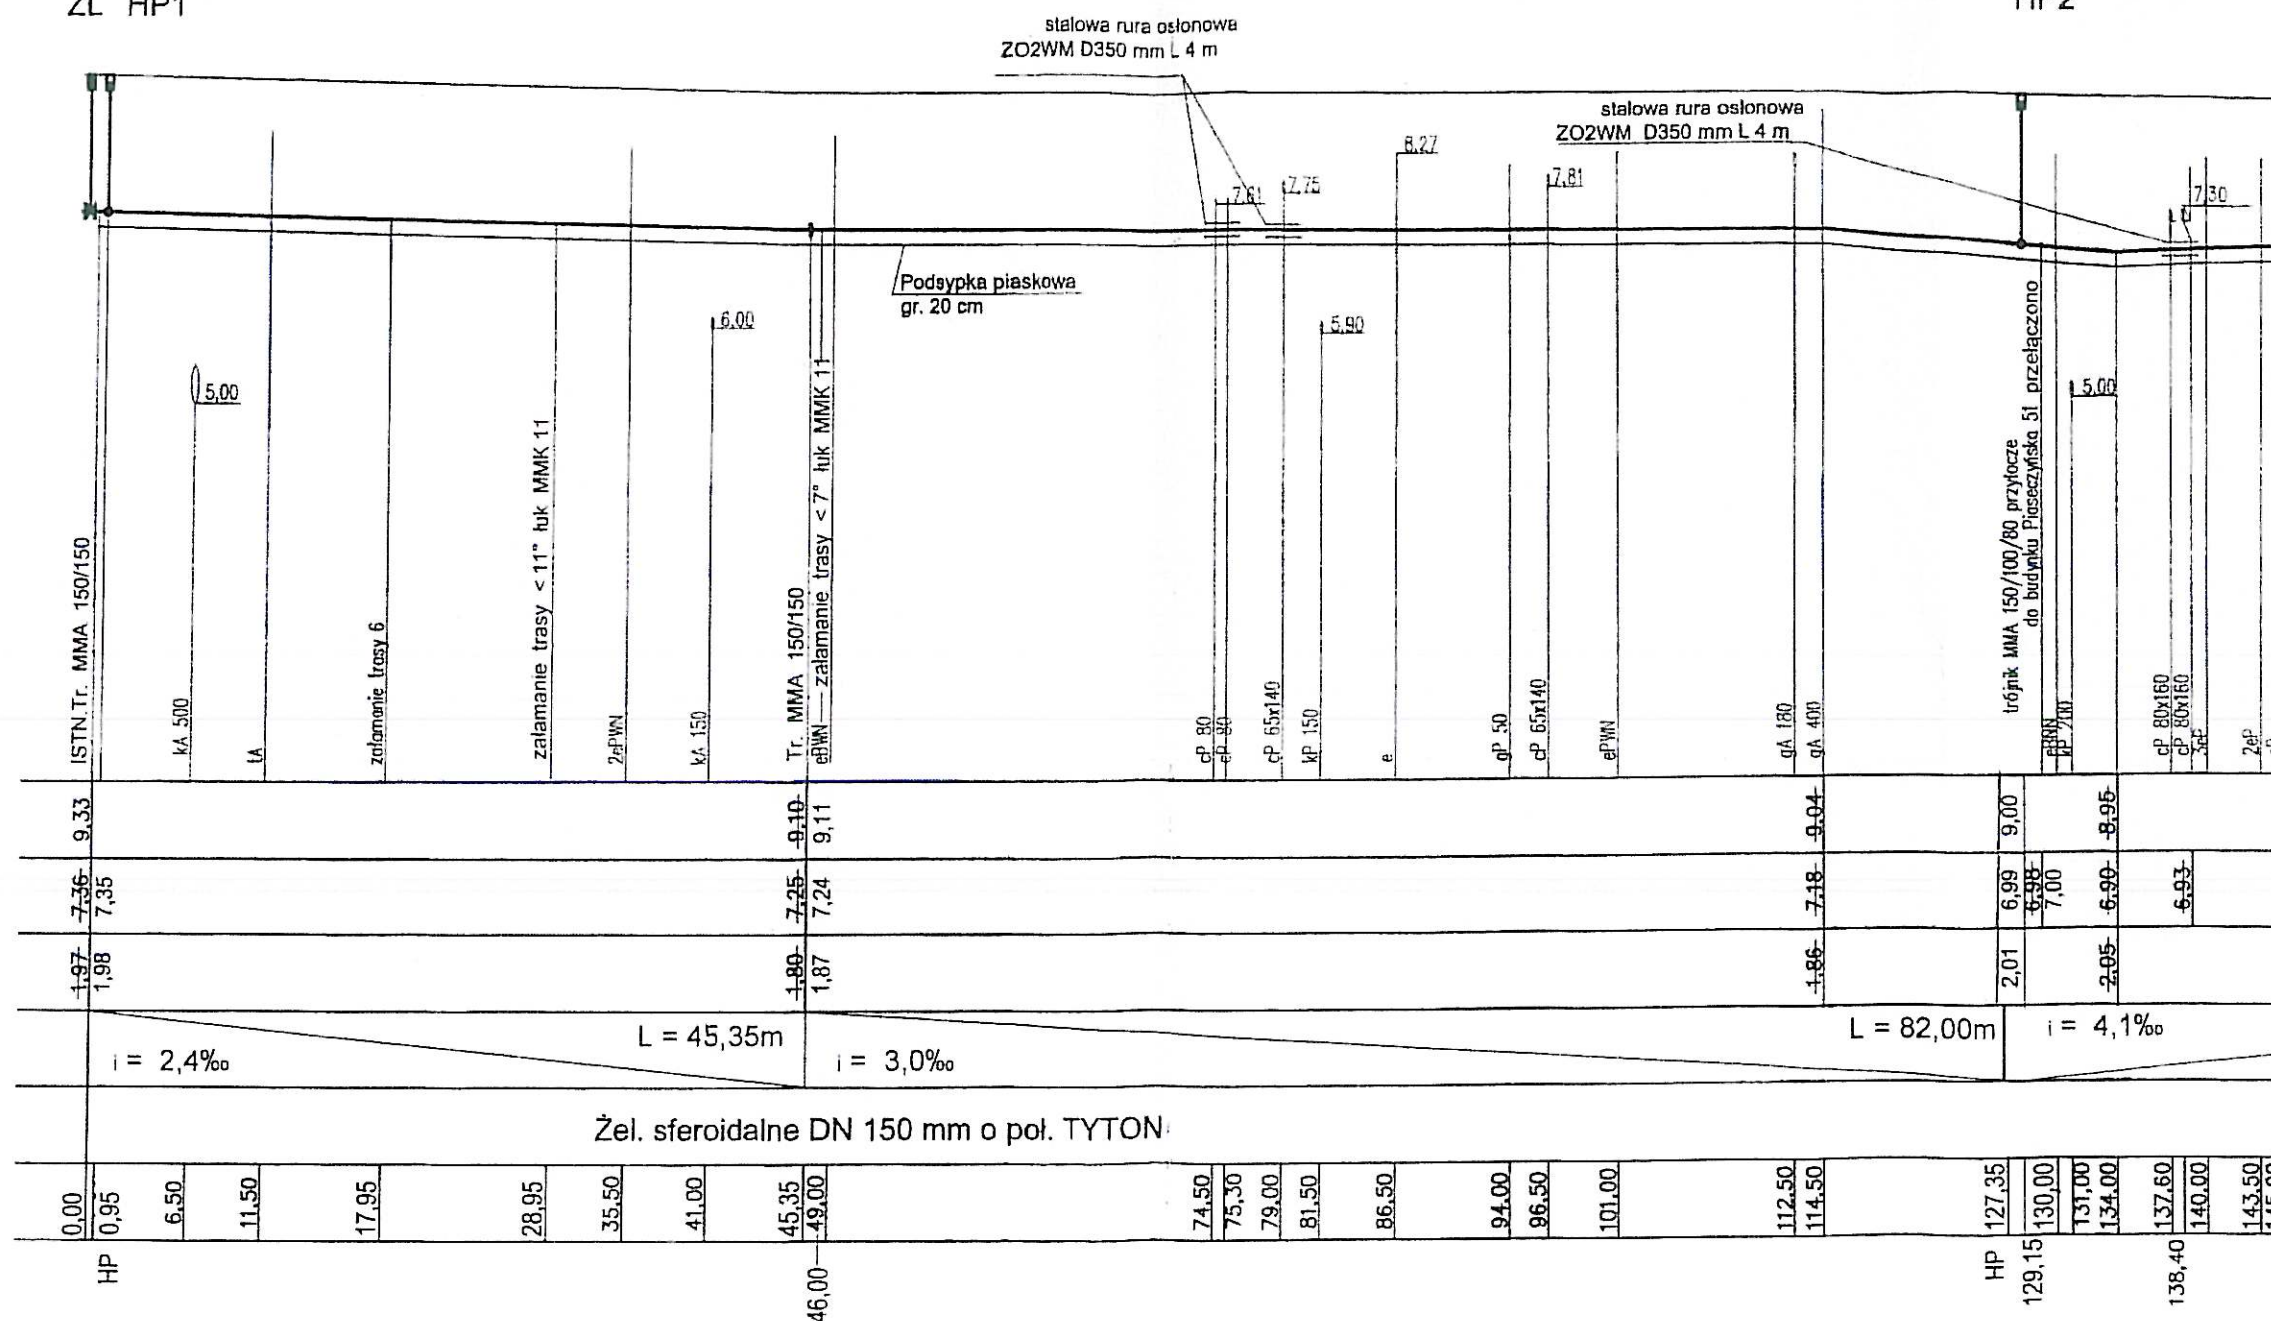 ZŁ HP1
HP2
stalowa rura osłonowa
ZO2WM D350 mm L 4 m
stalowa rura osłonowa
ZO2WM D350 mm L 4 m
7,61
7,75
8,27
7,81
7,30
Podsypka piaskowa
gr. 20 cm
5,00
6,00
5,90
5,00
ISTN.Tr. MMA 150/150
kA 500
tA
załamanie trasy 6
załamanie trasy < 11° łuk MMK 11
2ePWN
kA 150
Tr. MMA 150/150
ePWN załamanie trasy < 7° łuk MMK 11
cP 80
cP 80
cP 65x140
kP 150
e
gP 50
cP 65x140
ePWN
gA 180
gA 400
trójnik MMA 150/100/80 przyłącze
do budynku Piaseczyńska 51 przełączono
kP 200
cP 80x160
cP 80x160
3eP
2eP
9,33
9,10
9,11
9,04
9,00
8,95
7,36
7,35
7,25
7,24
7,18
6,99
6,98
7,00
6,90
6,93
1,97
1,98
1,80
1,87
1,86
2,01
2,05
i = 2,4‰
L = 45,35m
i = 3,0‰
L = 82,00m
i = 4,1‰
Żel. sferoidalne DN 150 mm o poł. TYTON
0,00
0,95
6,50
11,50
17,95
28,95
35,50
41,00
45,35
49,00
74,50
75,30
79,00
81,50
86,50
94,00
96,50
101,00
112,50
114,50
127,35
130,00
131,00
134,00
137,60
140,00
143,50
HP
46,00
HP
129,15
138,40